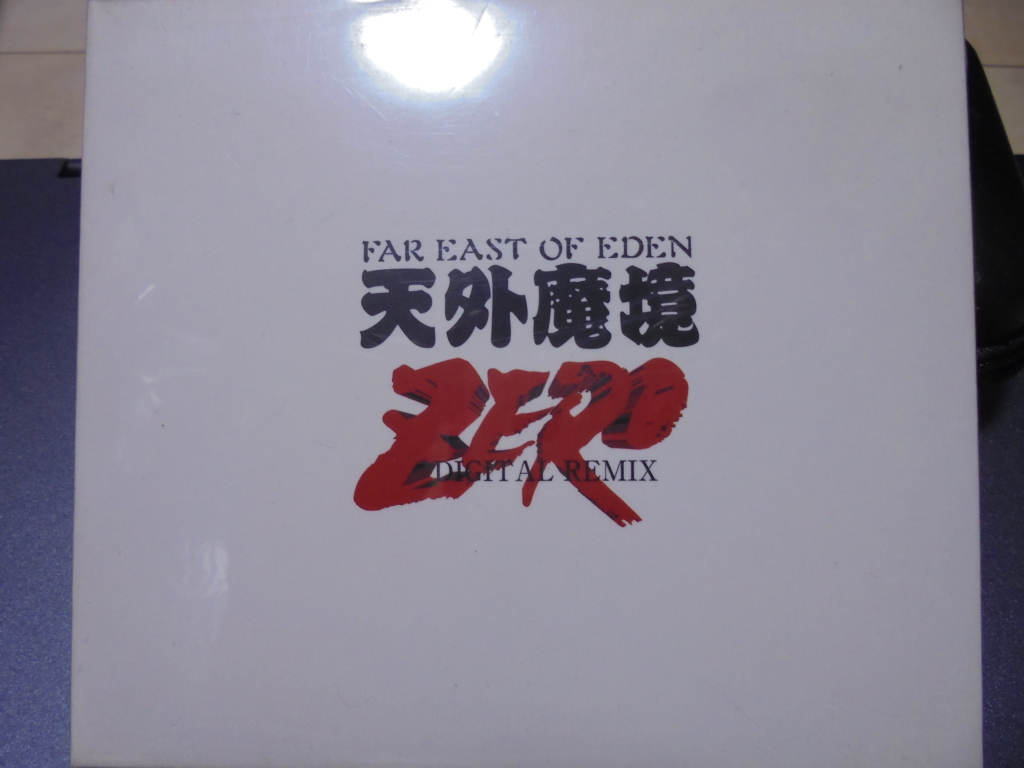 FAR EAST OF EDEN
天外魔境
ZERO
DIGITAL REMIX